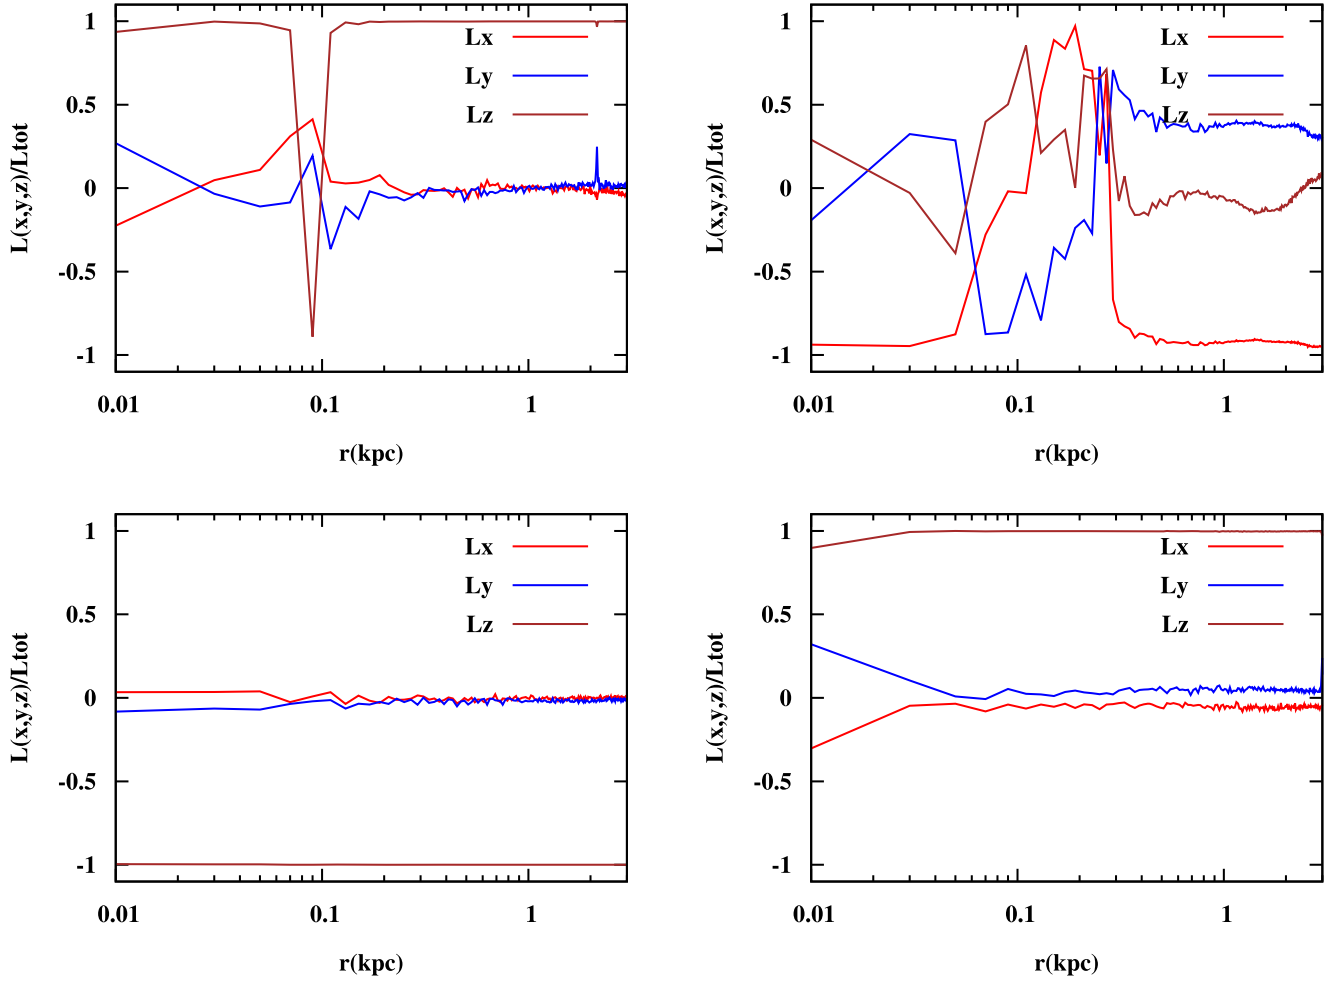 1
0.5
0
-0.5
-1
0.01
0.1
1
L(x,y,z)/Ltot
r(kpc)
Lx
Ly
Lz
1
0.5
0
-0.5
-1
0.01
0.1
1
L(x,y,z)/Ltot
r(kpc)
Lx
Ly
Lz
1
0.5
0
-0.5
-1
0.01
0.1
1
L(x,y,z)/Ltot
r(kpc)
Lx
Ly
Lz
1
0.5
0
-0.5
-1
0.01
0.1
1
L(x,y,z)/Ltot
r(kpc)
Lx
Ly
Lz